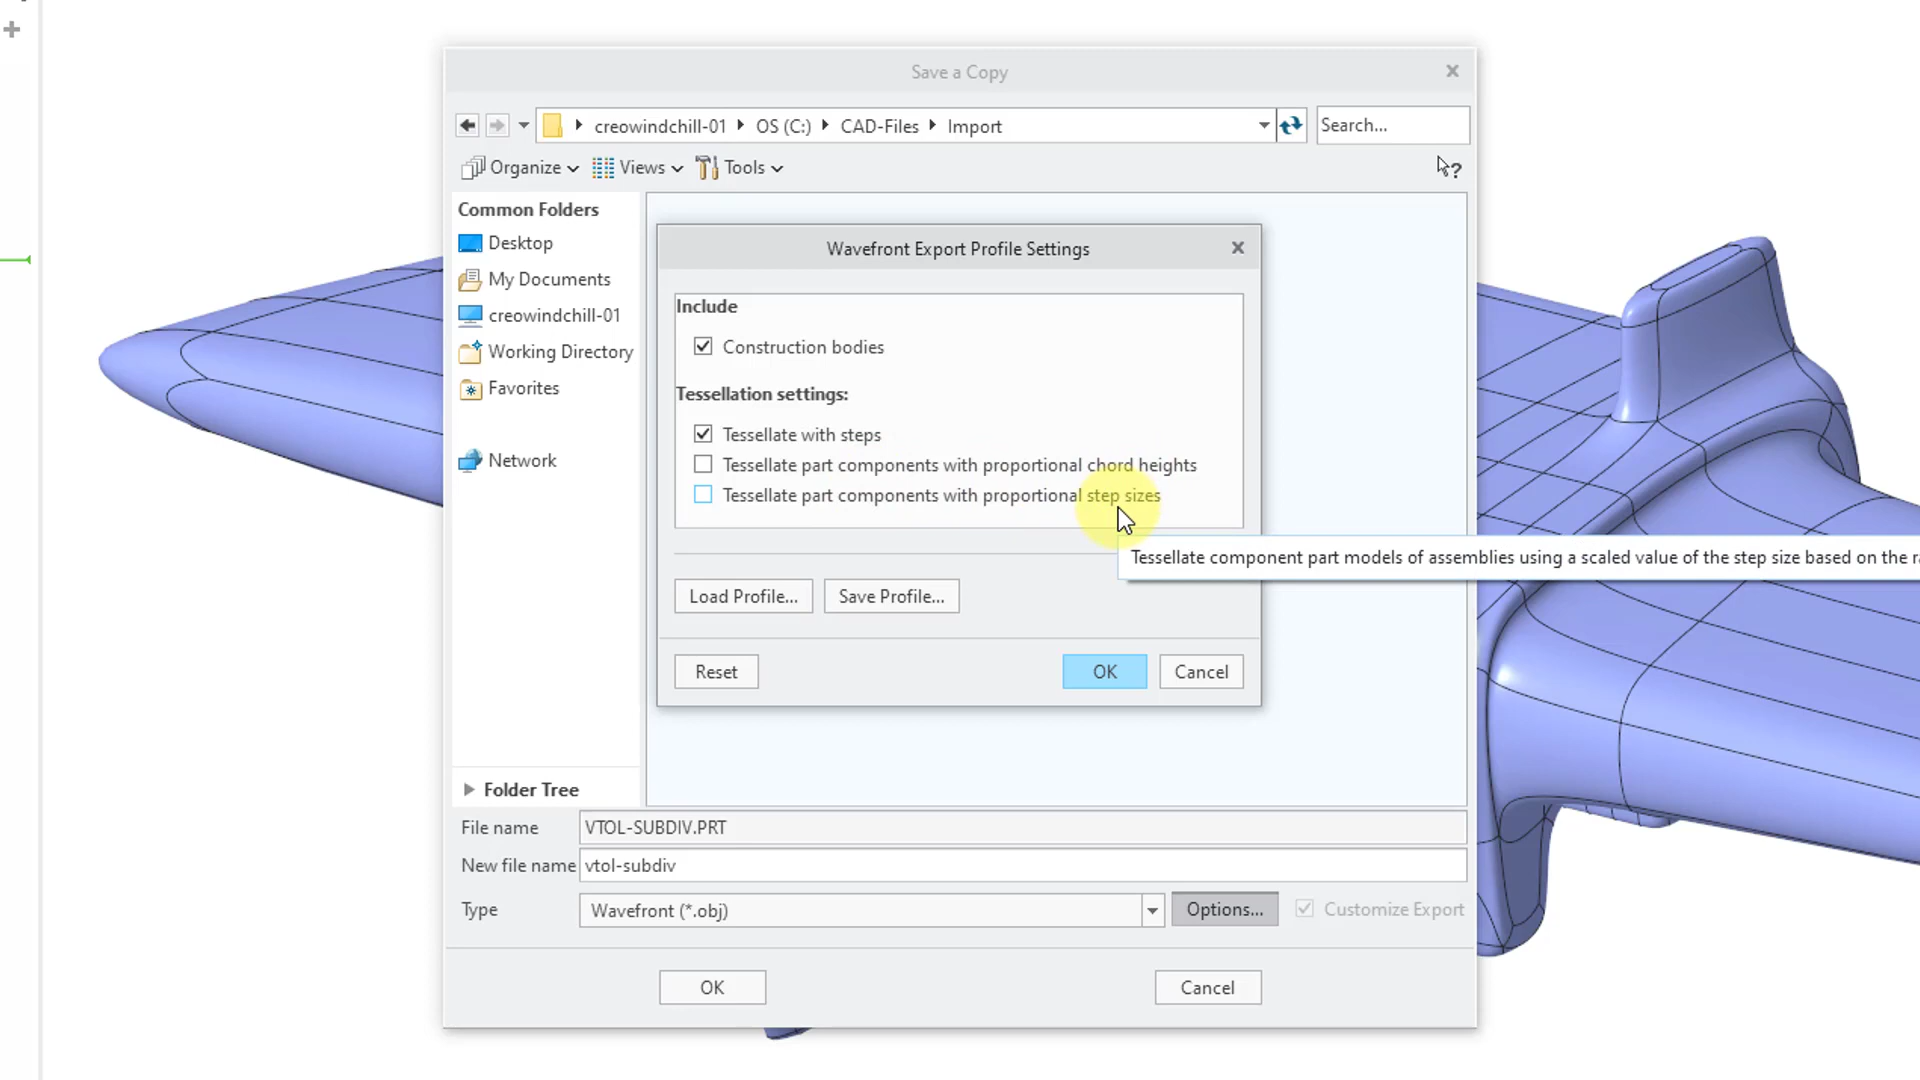 Save a Copy
creowindchill-01 OS (C:) CAD-Files Import
Search...
Organize Views Tools
Common Folders
Desktop
My Documents
creowindchill-01
Working Directory
Favorites
Network
Folder Tree
Wavefront Export Profile Settings
Include
Construction bodies
Tessellation settings:
Tessellate with steps
Tessellate part components with proportional chord heights
Tessellate part components with proportional step sizes
Tessellate component part models of assemblies using a scaled value of the step size based on the
Load Profile... Save Profile...
Reset OK Cancel
File name VTOL-SUBDIV.PRT
New file name vtol-subdiv
Type Wavefront (*.obj) Options... Customize Export
OK Cancel